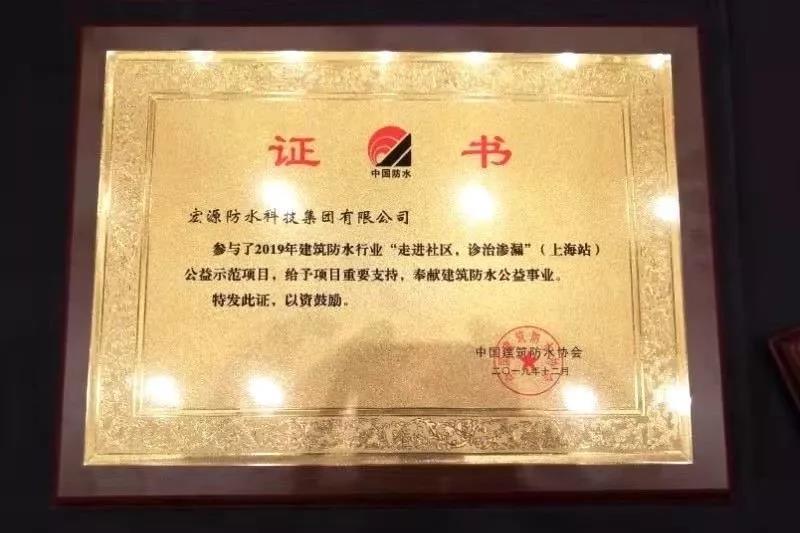 证书
中国防水
宏源防水科技集团有限公司
参与了2019年建筑防水行业“走进社区，诊治渗漏”（上海站）
公益示范项目，给予项目重要支持，奉献建筑防水公益事业。
特发此证，以资鼓励。
中国建筑防水协会
二〇一九年十二月